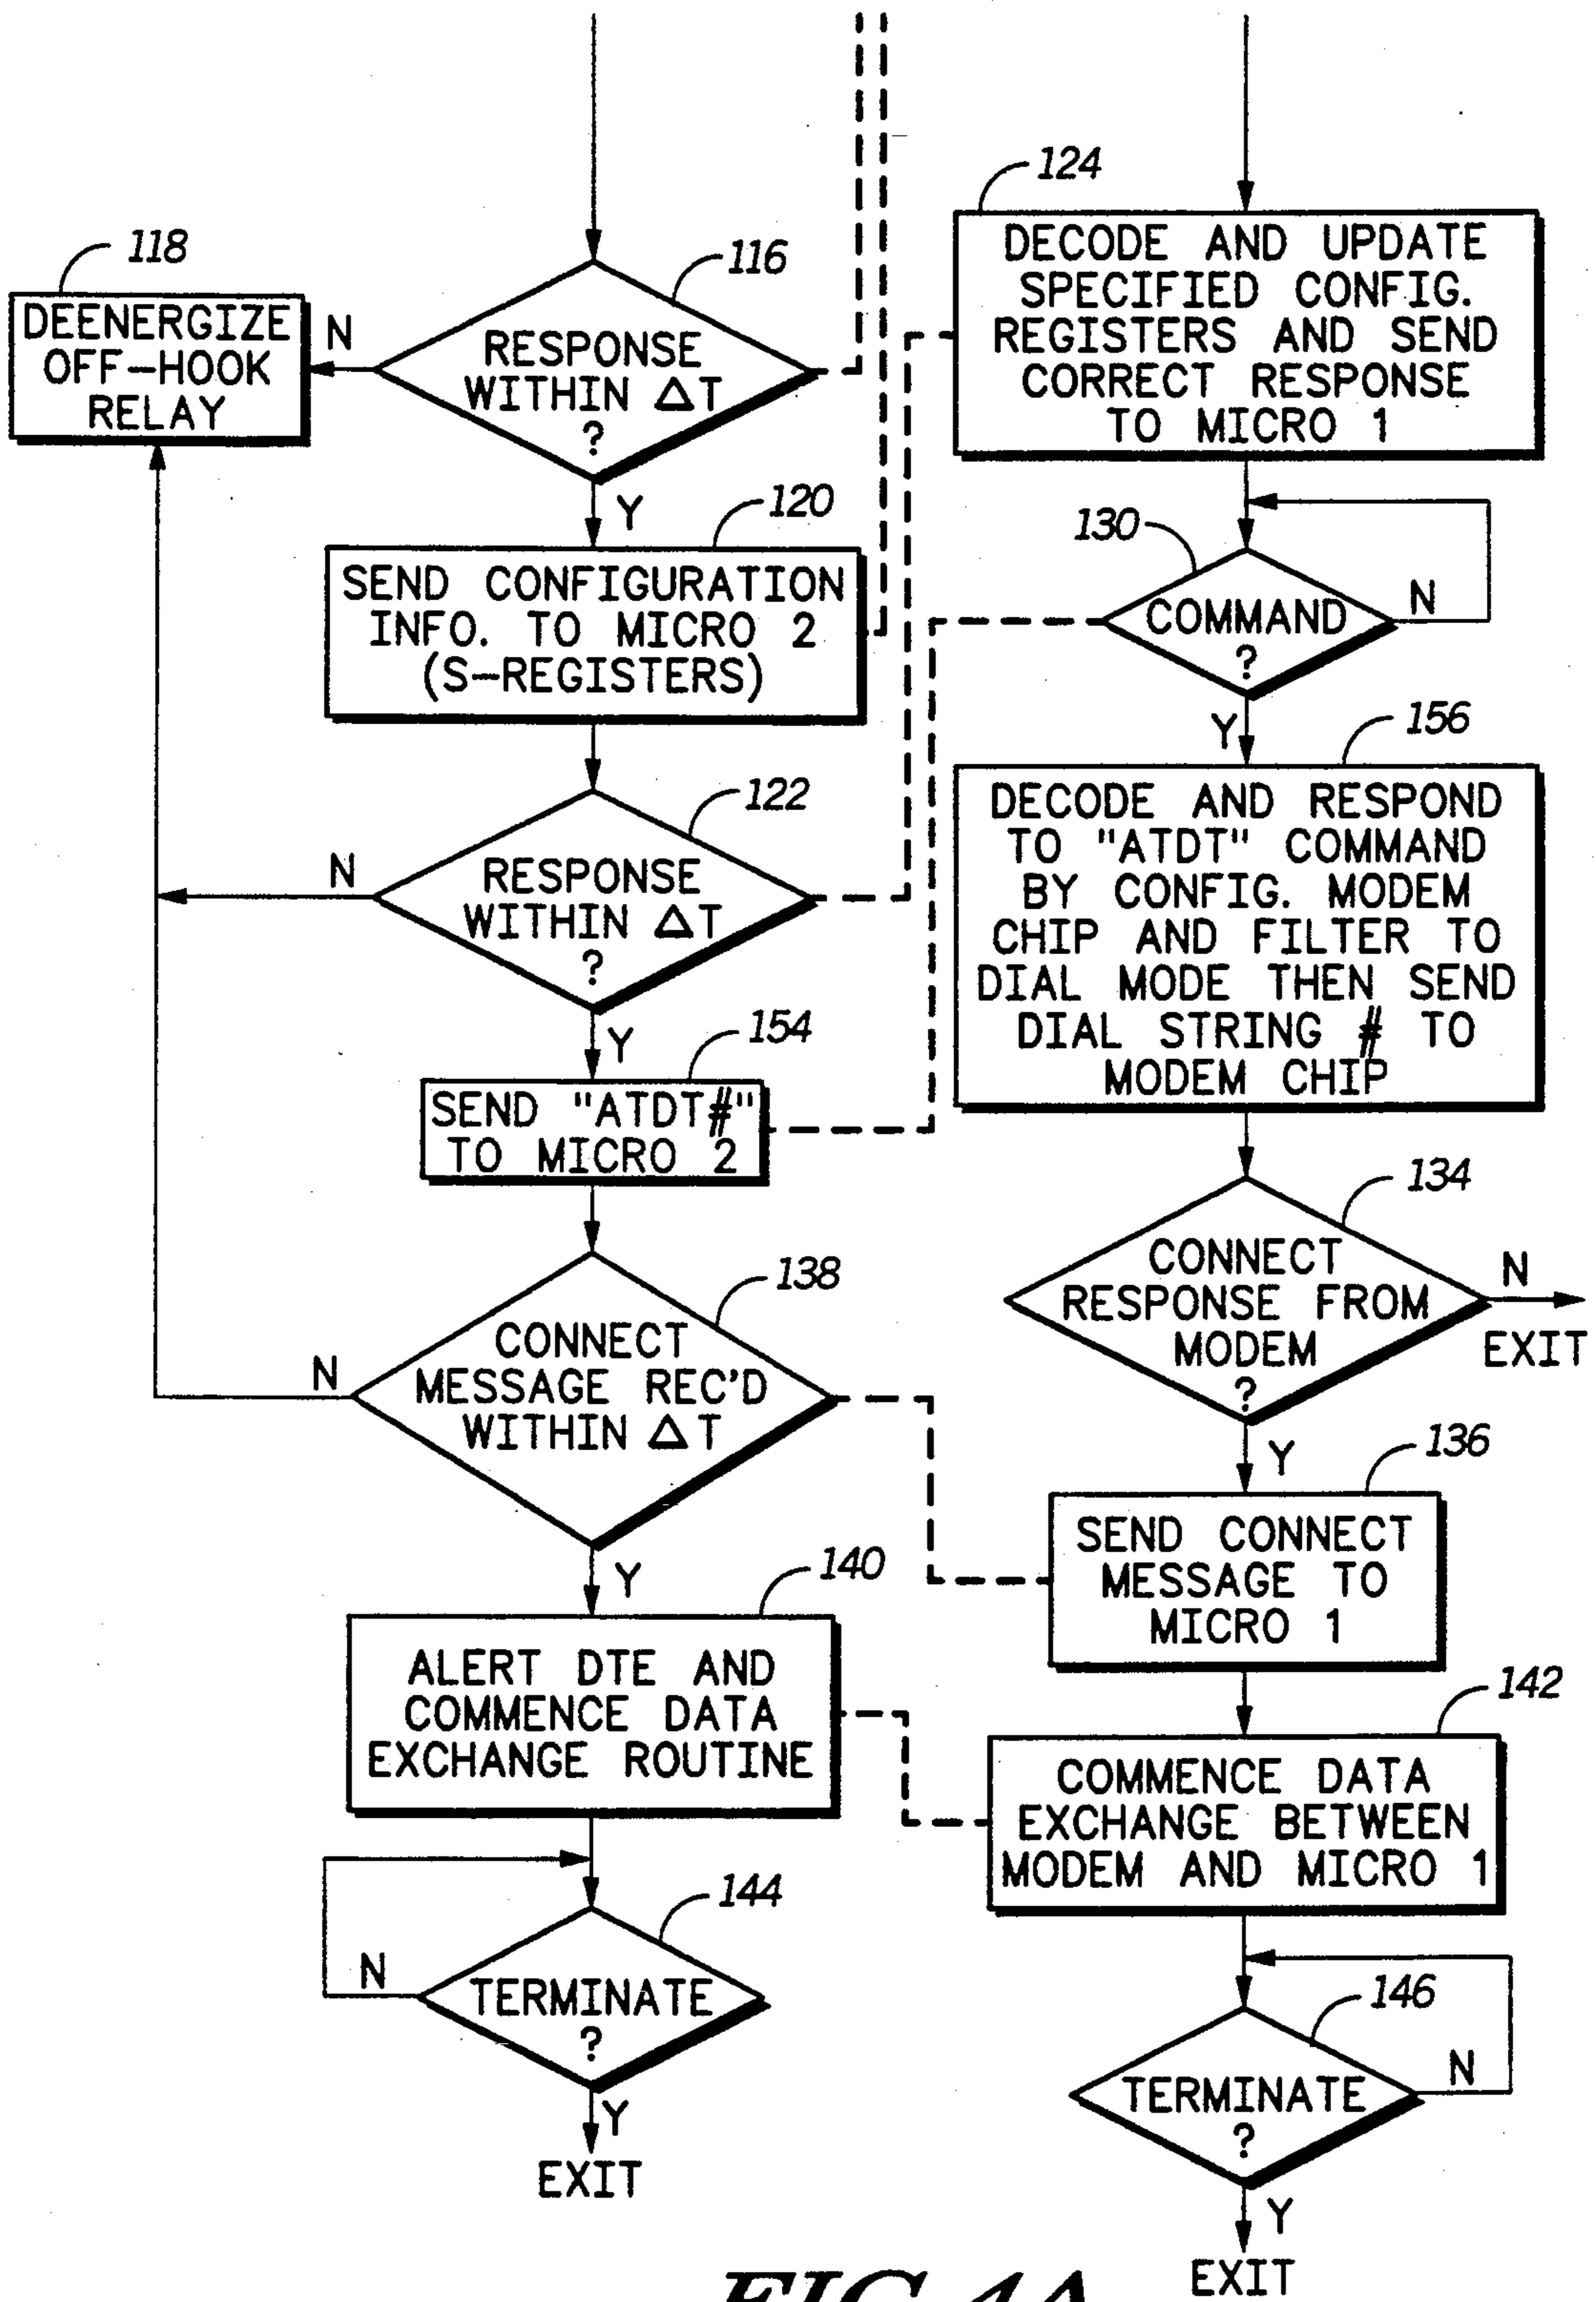 118
DEENERGIZE
OFF-HOOK
RELAY
N
116
RESPONSE
WITHIN ΔT
?
Y
120
SEND CONFIGURATION
INFO. TO MICRO 2
(S-REGISTERS)
122
N
RESPONSE
WITHIN ΔT
?
Y
154
SEND "ATDT#"
TO MICRO 2
138
N
CONNECT
MESSAGE REC'D
WITHIN ΔT
Y
140
ALERT DTE AND
COMMENCE DATA
EXCHANGE ROUTINE
144
N
TERMINATE
?
Y
EXIT
124
DECODE AND UPDATE
SPECIFIED CONFIG.
REGISTERS AND SEND
CORRECT RESPONSE
TO MICRO 1
130
COMMAND
?
N
Y
156
DECODE AND RESPOND
TO "ATDT" COMMAND
BY CONFIG. MODEM
CHIP AND FILTER TO
DIAL MODE THEN SEND
DIAL STRING # TO
MODEM CHIP
134
CONNECT
RESPONSE FROM
MODEM
?
N
EXIT
Y
136
SEND CONNECT
MESSAGE TO
MICRO 1
142
COMMENCE DATA
EXCHANGE BETWEEN
MODEM AND MICRO 1
146
TERMINATE
?
N
Y
EXIT
FIG.4A